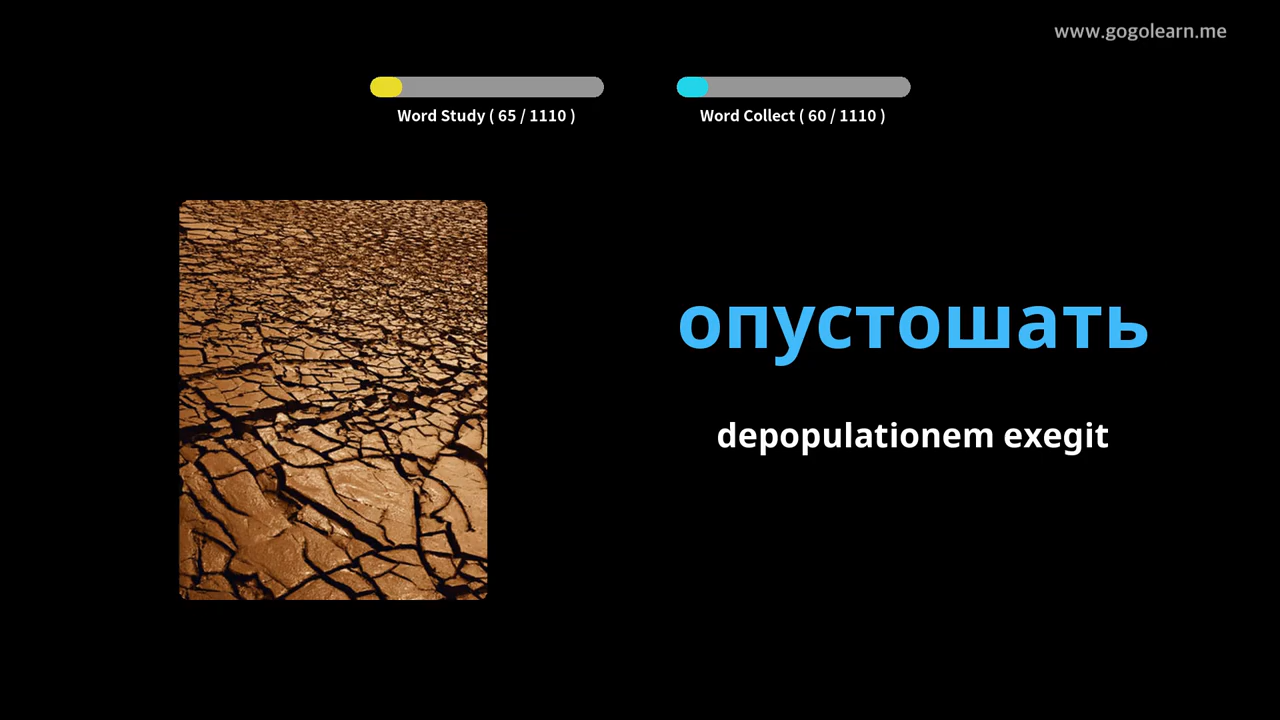 www.gogolearn.me
Word Study ( 65 / 1110 )
Word Collect ( 60 / 1110 )
опустошать
depopulationem exegit